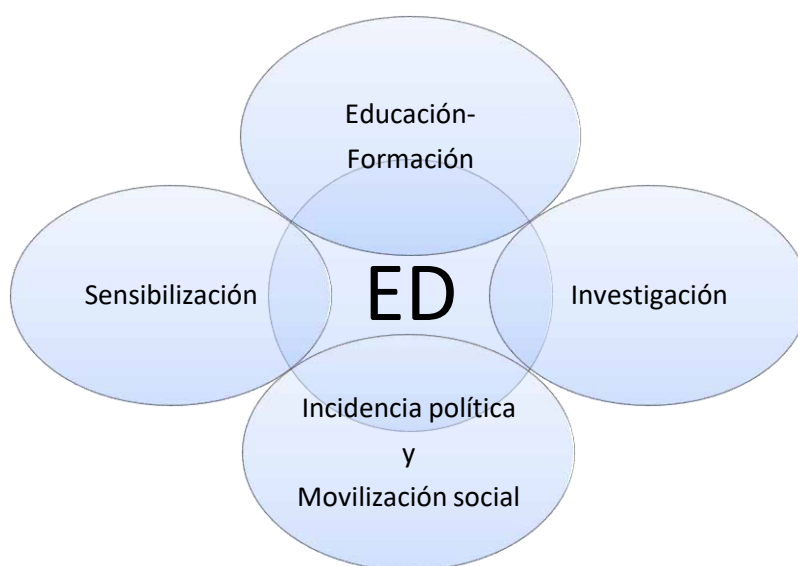 Educación-
Formación
Sensibilización
ED
Investigación
Incidencia política
y
Movilización social